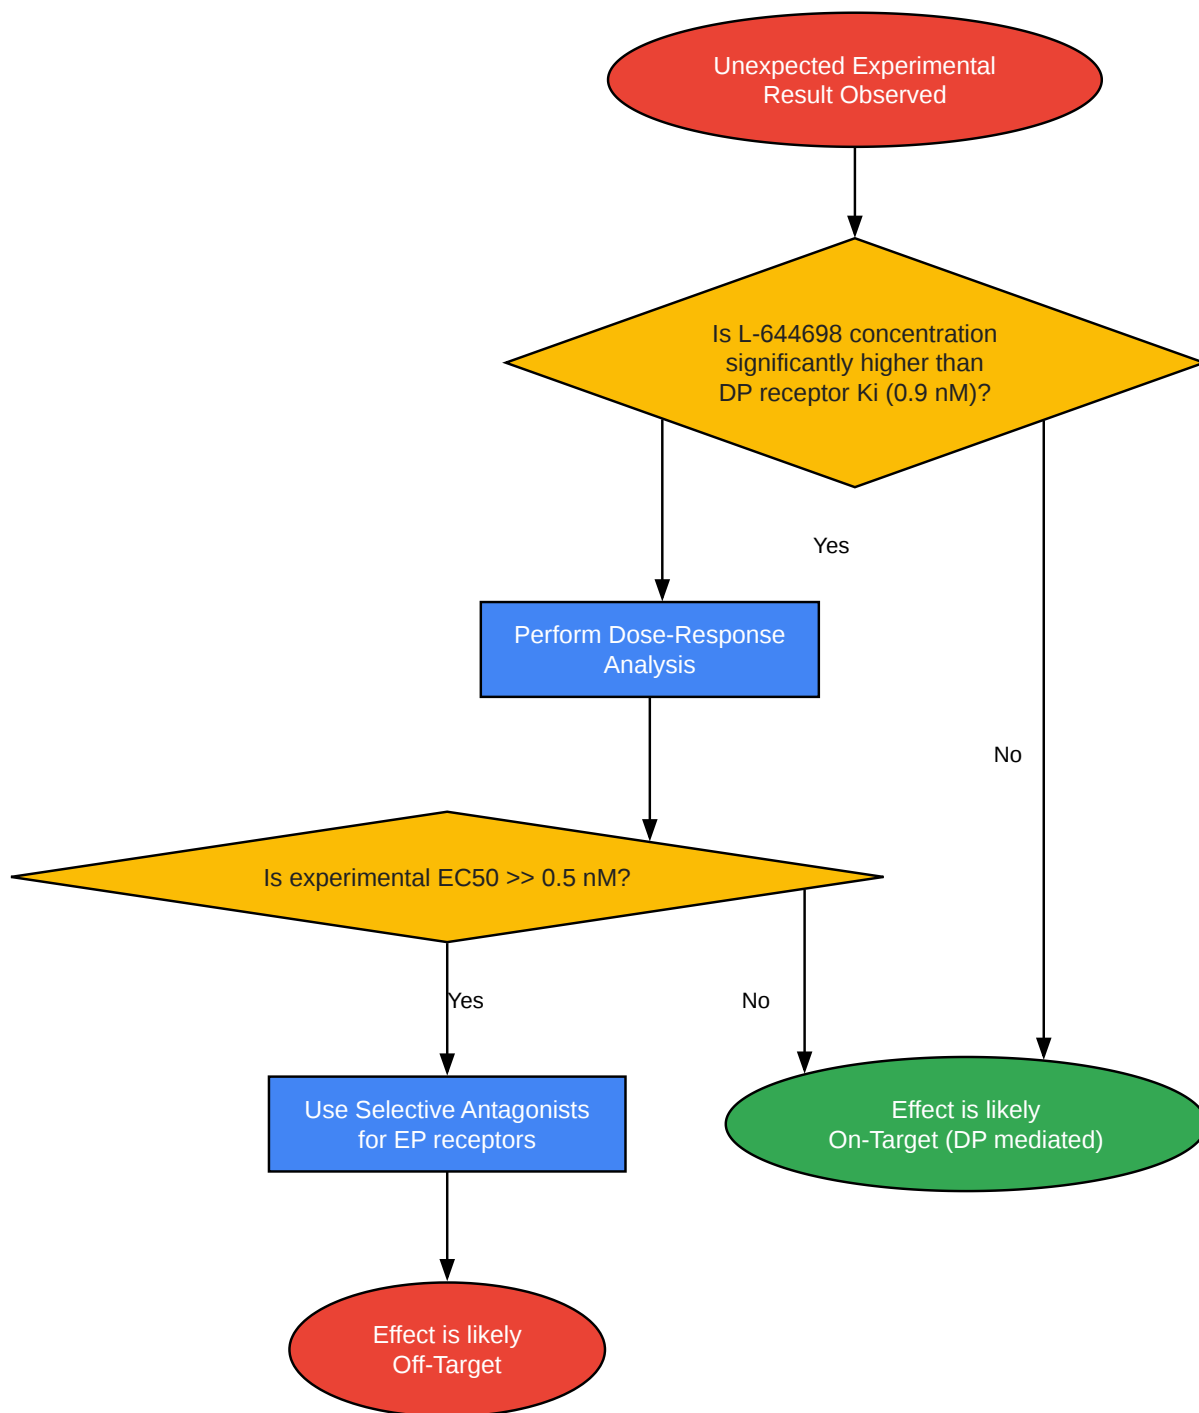 Unexpected Experimental
Result Observed
Is L-644698 concentration
significantly higher than
DP receptor Ki (0.9 nM)?
Yes
Perform Dose-Response
Analysis
No
Is experimental EC50 >> 0.5 nM?
Yes
No
Use Selective Antagonists
for EP receptors
Effect is likely
On-Target (DP mediated)
Effect is likely
Off-Target